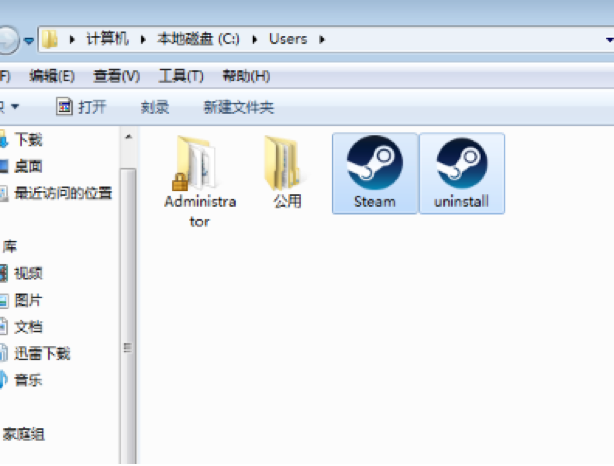 计算机 本地磁盘 (C:) Users
编辑(E) 查看(V) 工具(T) 帮助(H)
打开 刻录 新建文件夹
下载
桌面
最近访问的位置
库
视频
图片
文档
迅雷下载
音乐
家庭组
Administra
tor
公用
Steam
uninstall